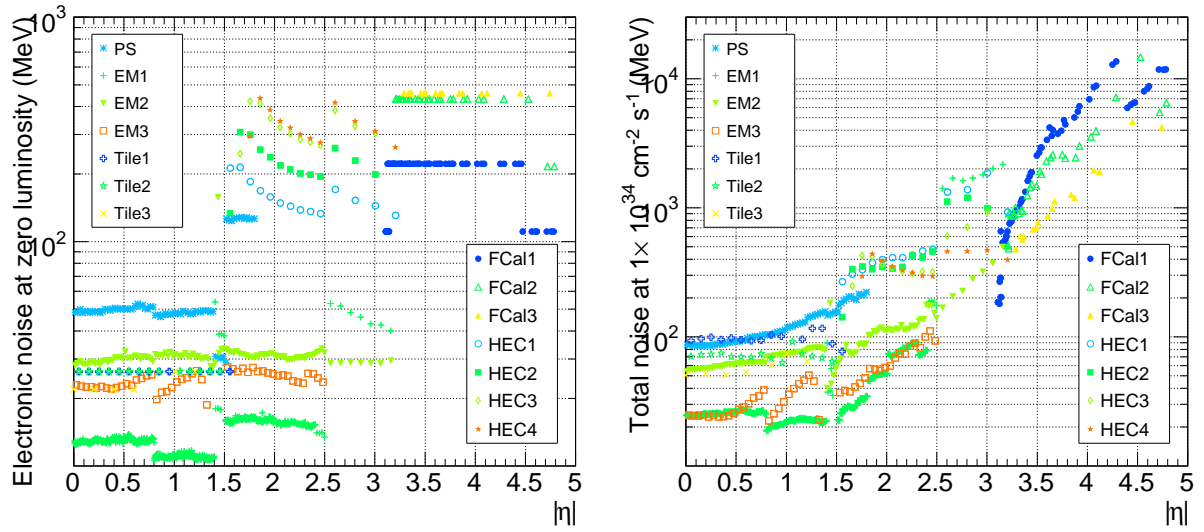 Electronic noise at zero luminosity (MeV)
10³
10²
PS
EM1
EM2
EM3
Tile1
Tile2
Tile3
FCal1
FCal2
FCal3
HEC1
HEC2
HEC3
HEC4
0 0.5 1 1.5 2 2.5 3 3.5 4 4.5 5
|η|
Total noise at 1× 10³⁴ cm⁻² s⁻¹ (MeV)
10⁴
10³
10²
PS
EM1
EM2
EM3
Tile1
Tile2
Tile3
FCal1
FCal2
FCal3
HEC1
HEC2
HEC3
HEC4
0 0.5 1 1.5 2 2.5 3 3.5 4 4.5 5
|η|